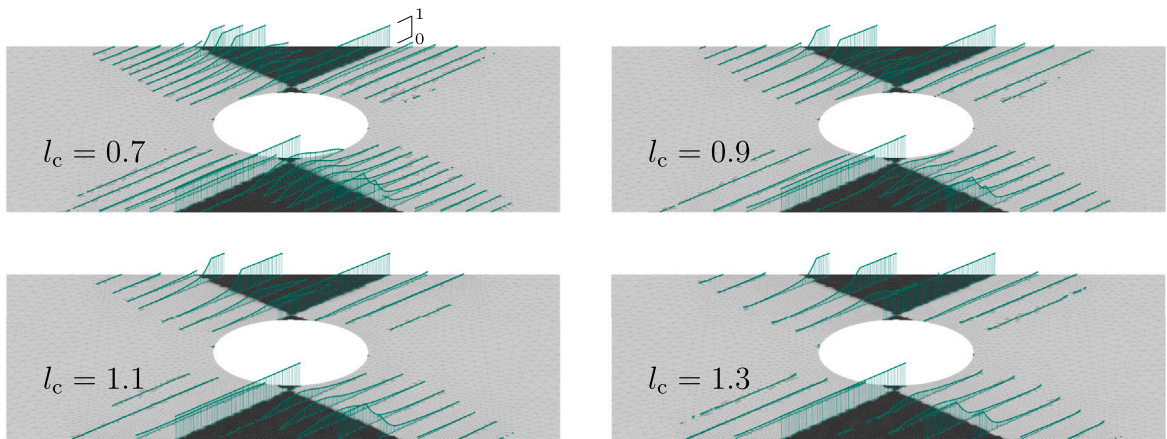 1
0
l_c = 0.7
l_c = 0.9
l_c = 1.1
l_c = 1.3